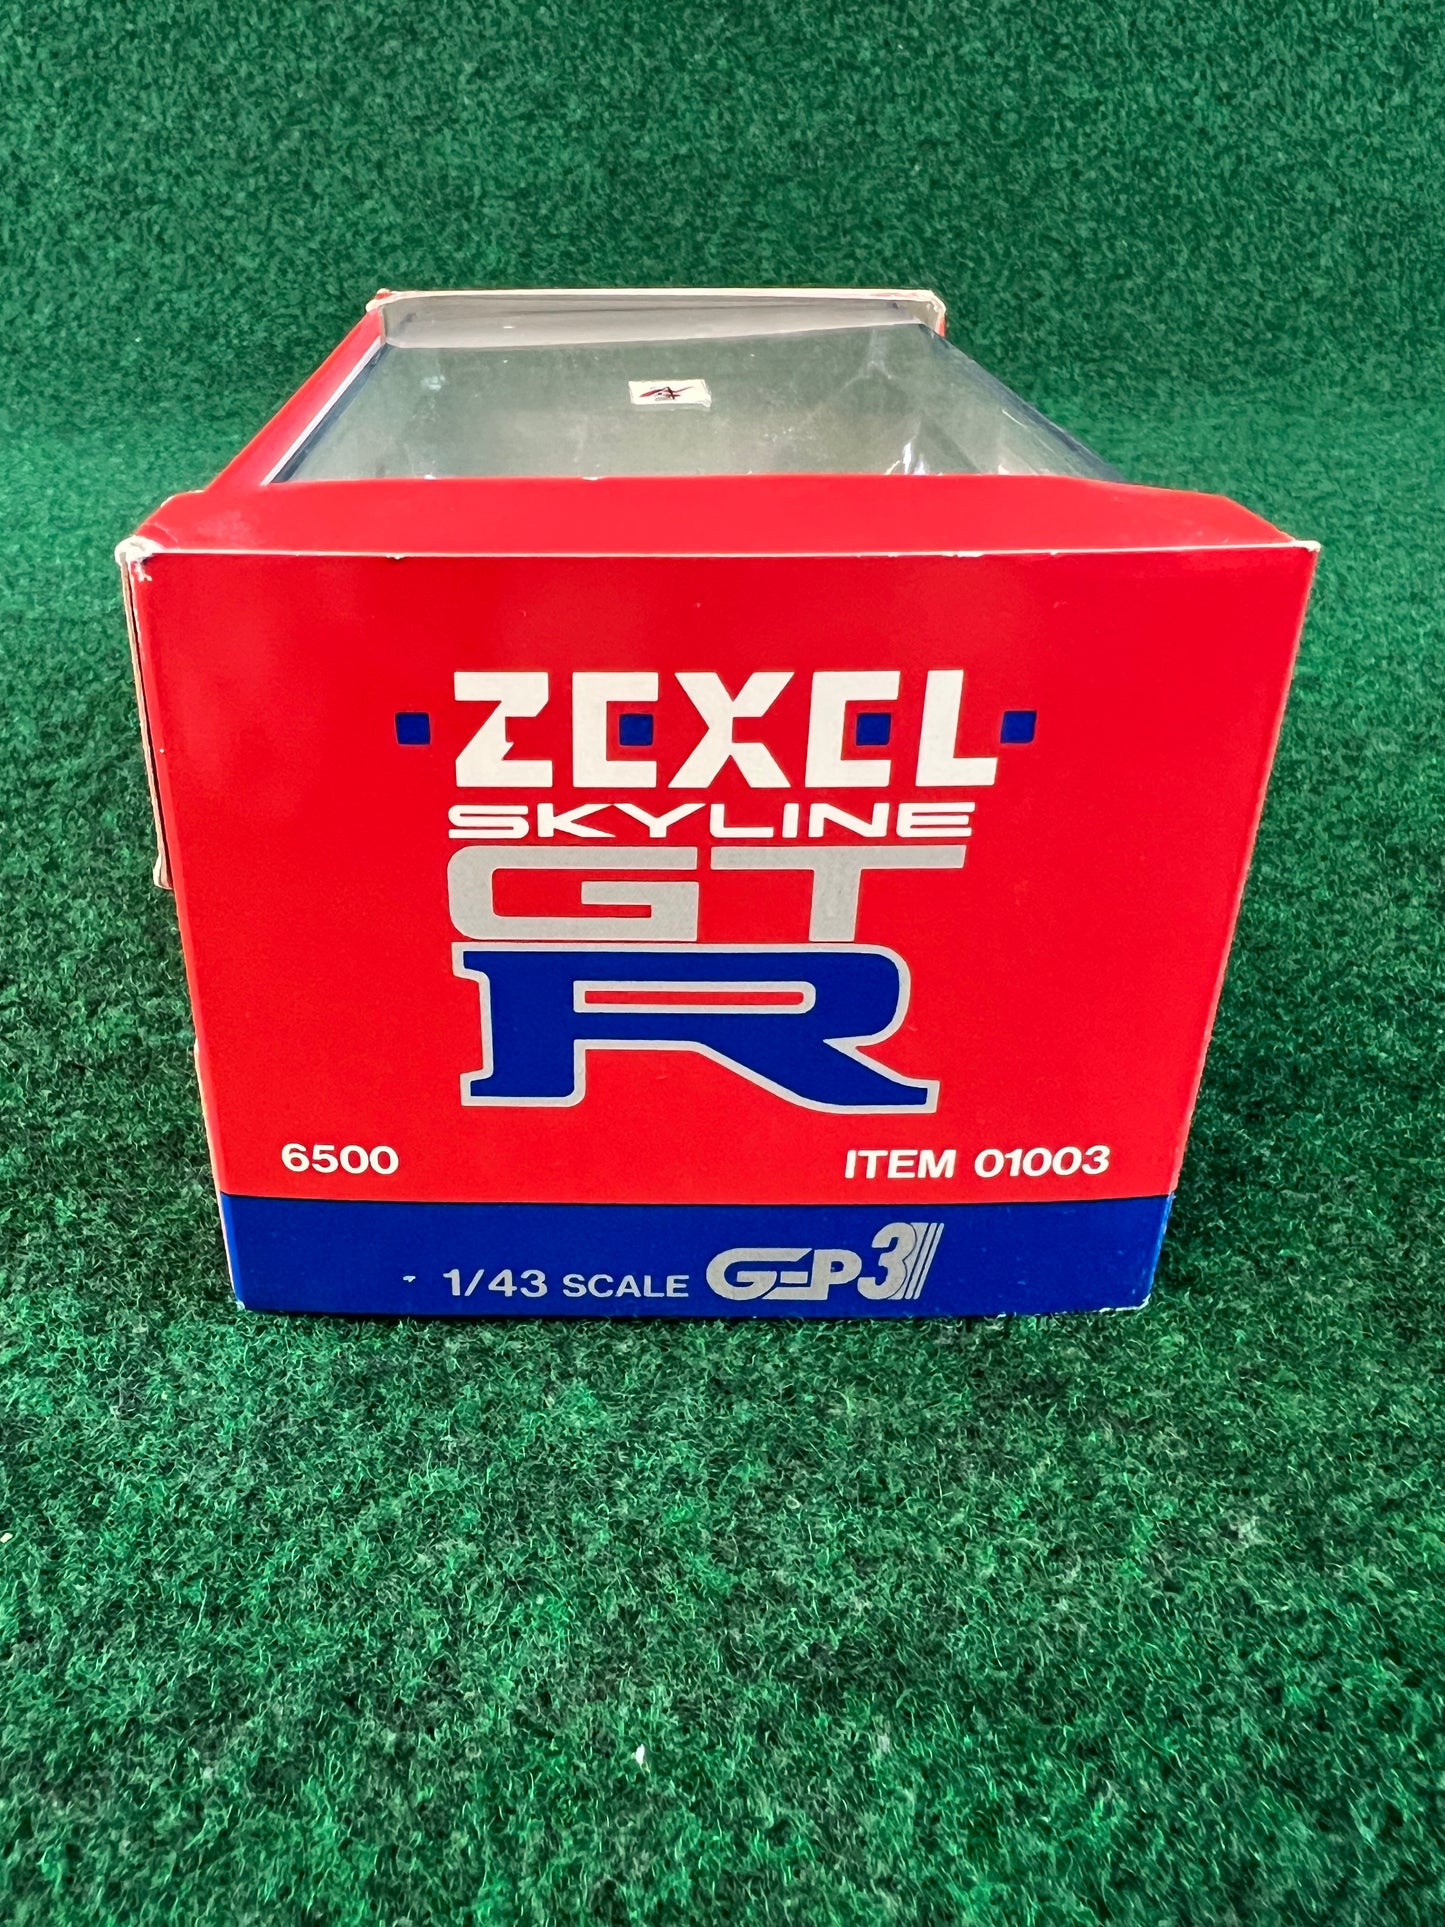 ZEXEL
SKYLINE
GT
R
6500 ITEM 01003
1/43 SCALE G-P3